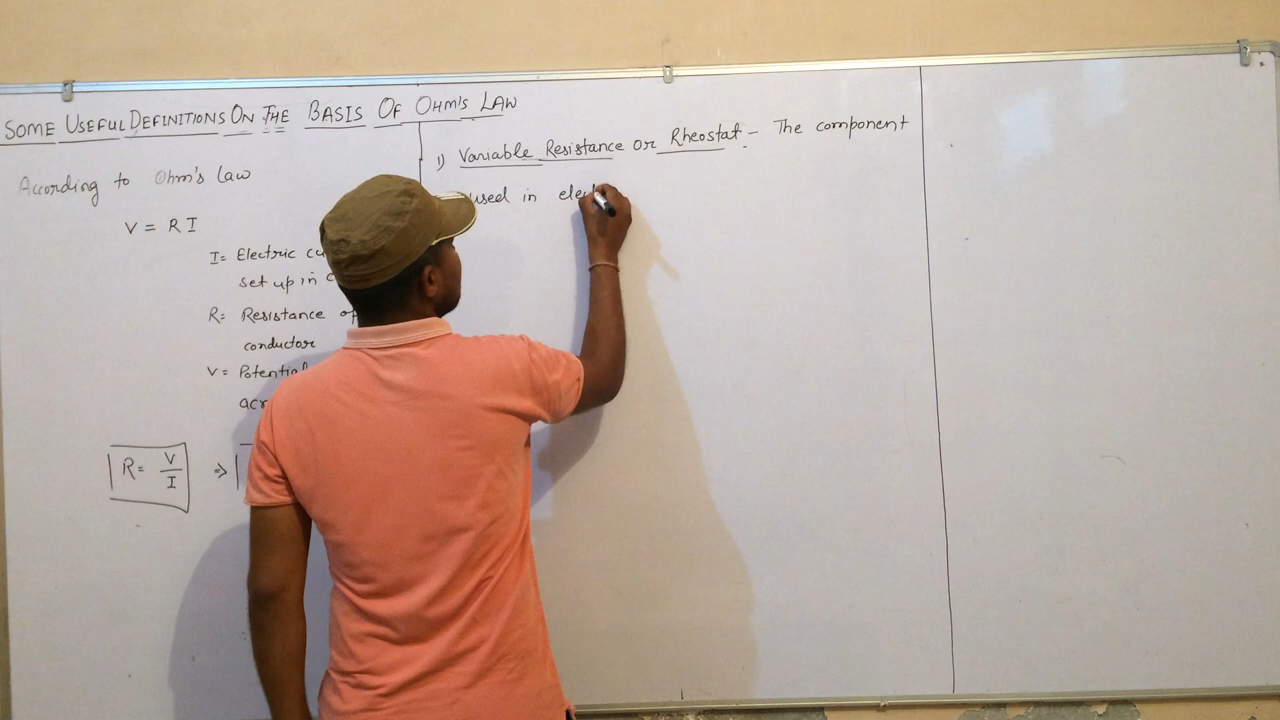 SOME USEFUL DEFINITIONS ON THE BASIS OF OHM'S LAW
According to Ohm's Law
V = R I
I = Electric
set up in
R = Resistance of
conductor
V = Potential
R = V/I ⇒
1) Variable Resistance or Rheostat – The component
used in